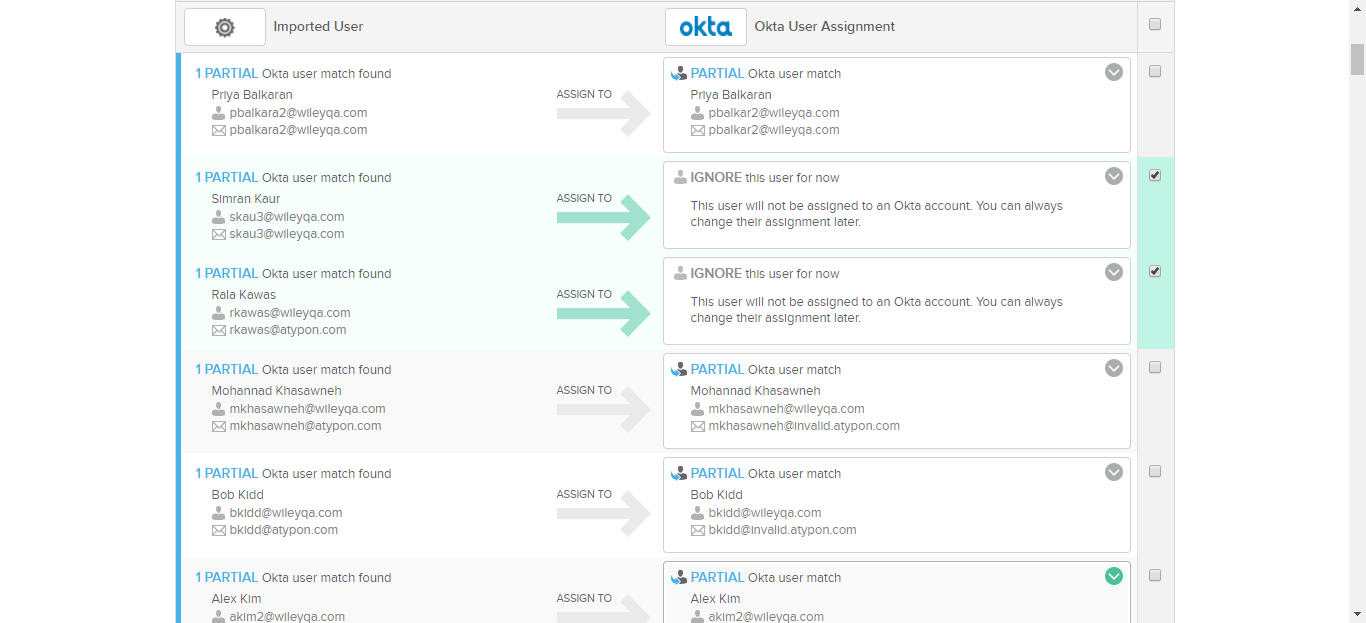 Imported User
okta Okta User Assignment
1 PARTIAL Okta user match found
Priya Balkaran
pbalkara2@wileyqa.com
pbalkara2@wileyqa.com
ASSIGN TO
PARTIAL Okta user match
Priya Balkaran
pbalkar2@wileyqa.com
pbalkar2@wileyqa.com
1 PARTIAL Okta user match found
Simran Kaur
skau3@wileyqa.com
skau3@wileyqa.com
ASSIGN TO
IGNORE this user for now
This user will not be assigned to an Okta account. You can always
change their assignment later.
1 PARTIAL Okta user match found
Rala Kawas
rkawas@wileyqa.com
rkawas@atypon.com
ASSIGN TO
IGNORE this user for now
This user will not be assigned to an Okta account. You can always
change their assignment later.
1 PARTIAL Okta user match found
Mohannad Khasawneh
mkhasawneh@wileyqa.com
mkhasawneh@atypon.com
ASSIGN TO
PARTIAL Okta user match
Mohannad Khasawneh
mkhasawneh@wileyqa.com
mkhasawneh@invalid.atypon.com
1 PARTIAL Okta user match found
Bob Kidd
bkidd@wileyqa.com
bkidd@atypon.com
ASSIGN TO
PARTIAL Okta user match
Bob Kidd
bkidd@wileyqa.com
bkidd@invalid.atypon.com
1 PARTIAL Okta user match found
Alex Kim
akim2@wileyqa.com
ASSIGN TO
PARTIAL Okta user match
Alex Kim
akim2@wileyqa.com